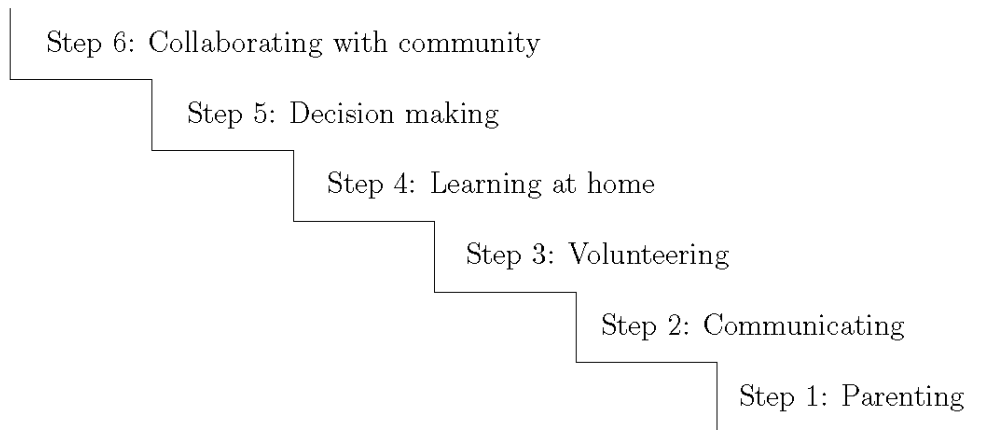 Step 6: Collaborating with community
Step 5: Decision making
Step 4: Learning at home
Step 3: Volunteering
Step 2: Communicating
Step 1: Parenting